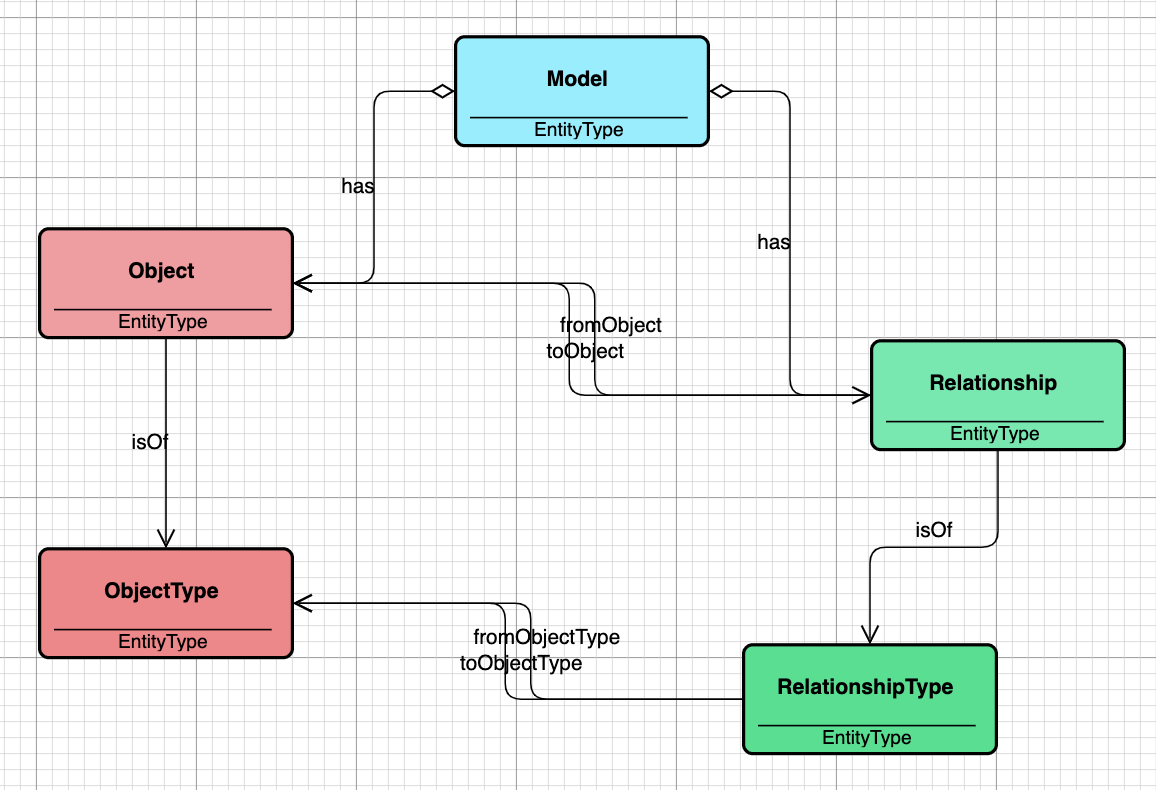 Model
EntityType
has
has
Object
EntityType
fromObject
toObject
Relationship
EntityType
isOf
isOf
ObjectType
EntityType
fromObjectType
toObjectType
RelationshipType
EntityType